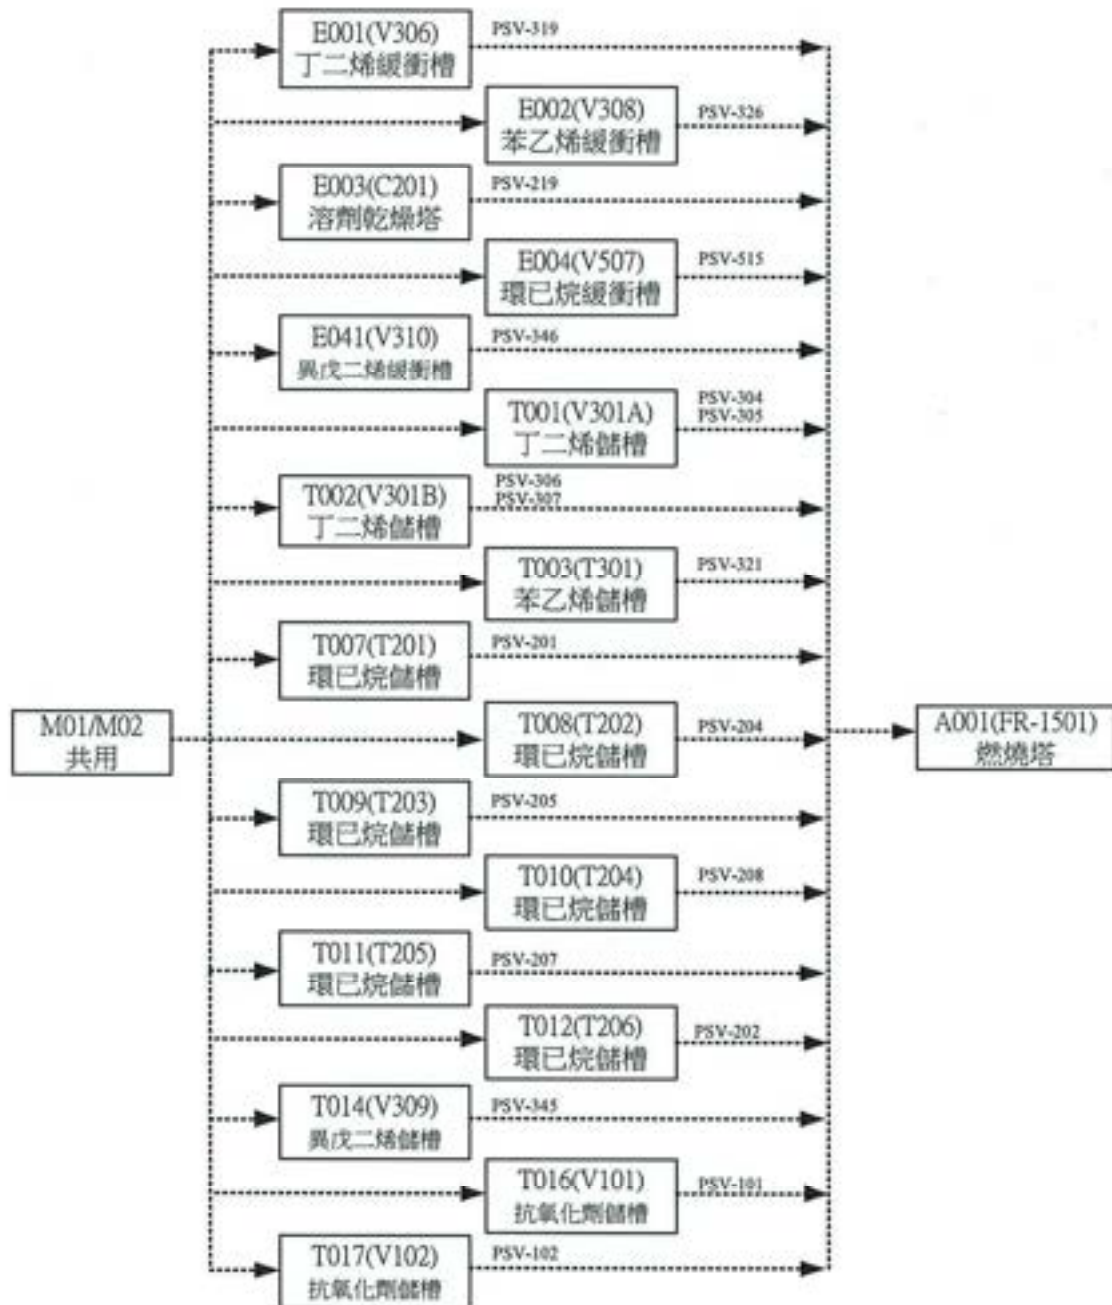 E001(V306)
丁二烯緩衝槽
PSV-319
E002(V308)
苯乙烯緩衝槽
PSV-326
E003(C201)
溶劑乾燥塔
PSV-219
E004(V507)
環已烷緩衝槽
PSV-515
E041(V310)
異戊二烯緩衝槽
PSV-346
T001(V301A)
丁二烯儲槽
PSV-304
PSV-305
T002(V301B)
丁二烯儲槽
PSV-306
PSV-307
T003(T301)
苯乙烯儲槽
PSV-321
T007(T201)
環已烷儲槽
PSV-201
M01/M02
共用
T008(T202)
環已烷儲槽
PSV-204
A001(FR-1501)
燃燒塔
T009(T203)
環已烷儲槽
PSV-205
T010(T204)
環已烷儲槽
PSV-208
T011(T205)
環已烷儲槽
PSV-207
T012(T206)
環已烷儲槽
PSV-202
T014(V309)
異戊二烯儲槽
PSV-345
T016(V101)
抗氧化劑儲槽
PSV-101
T017(V102)
抗氧化劑儲槽
PSV-102